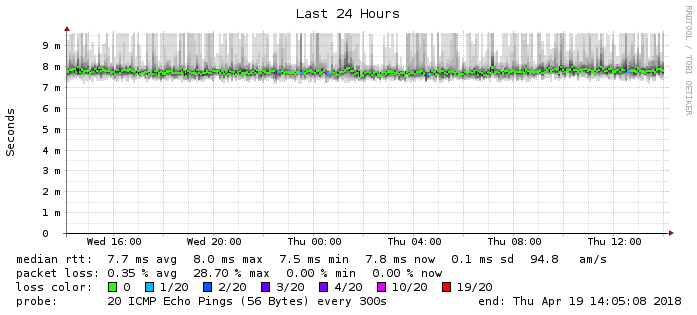 Last 24 Hours
RRDTOOL / TOBI OETIKER
Seconds
9 m
8 m
7 m
6 m
5 m
4 m
3 m
2 m
1 m
0
Wed 16:00 Wed 20:00 Thu 00:00 Thu 04:00 Thu 08:00 Thu 12:00
median rtt: 7.7 ms avg 8.0 ms max 7.5 ms min 7.8 ms now 0.1 ms sd 94.8 am/s
packet loss: 0.35 % avg 28.70 % max 0.00 % min 0.00 % now
loss color: 0 1/20 2/20 3/20 4/20 10/20 19/20
probe: 20 ICMP Echo Pings (56 Bytes) every 300s end: Thu Apr 19 14:05:08 2018